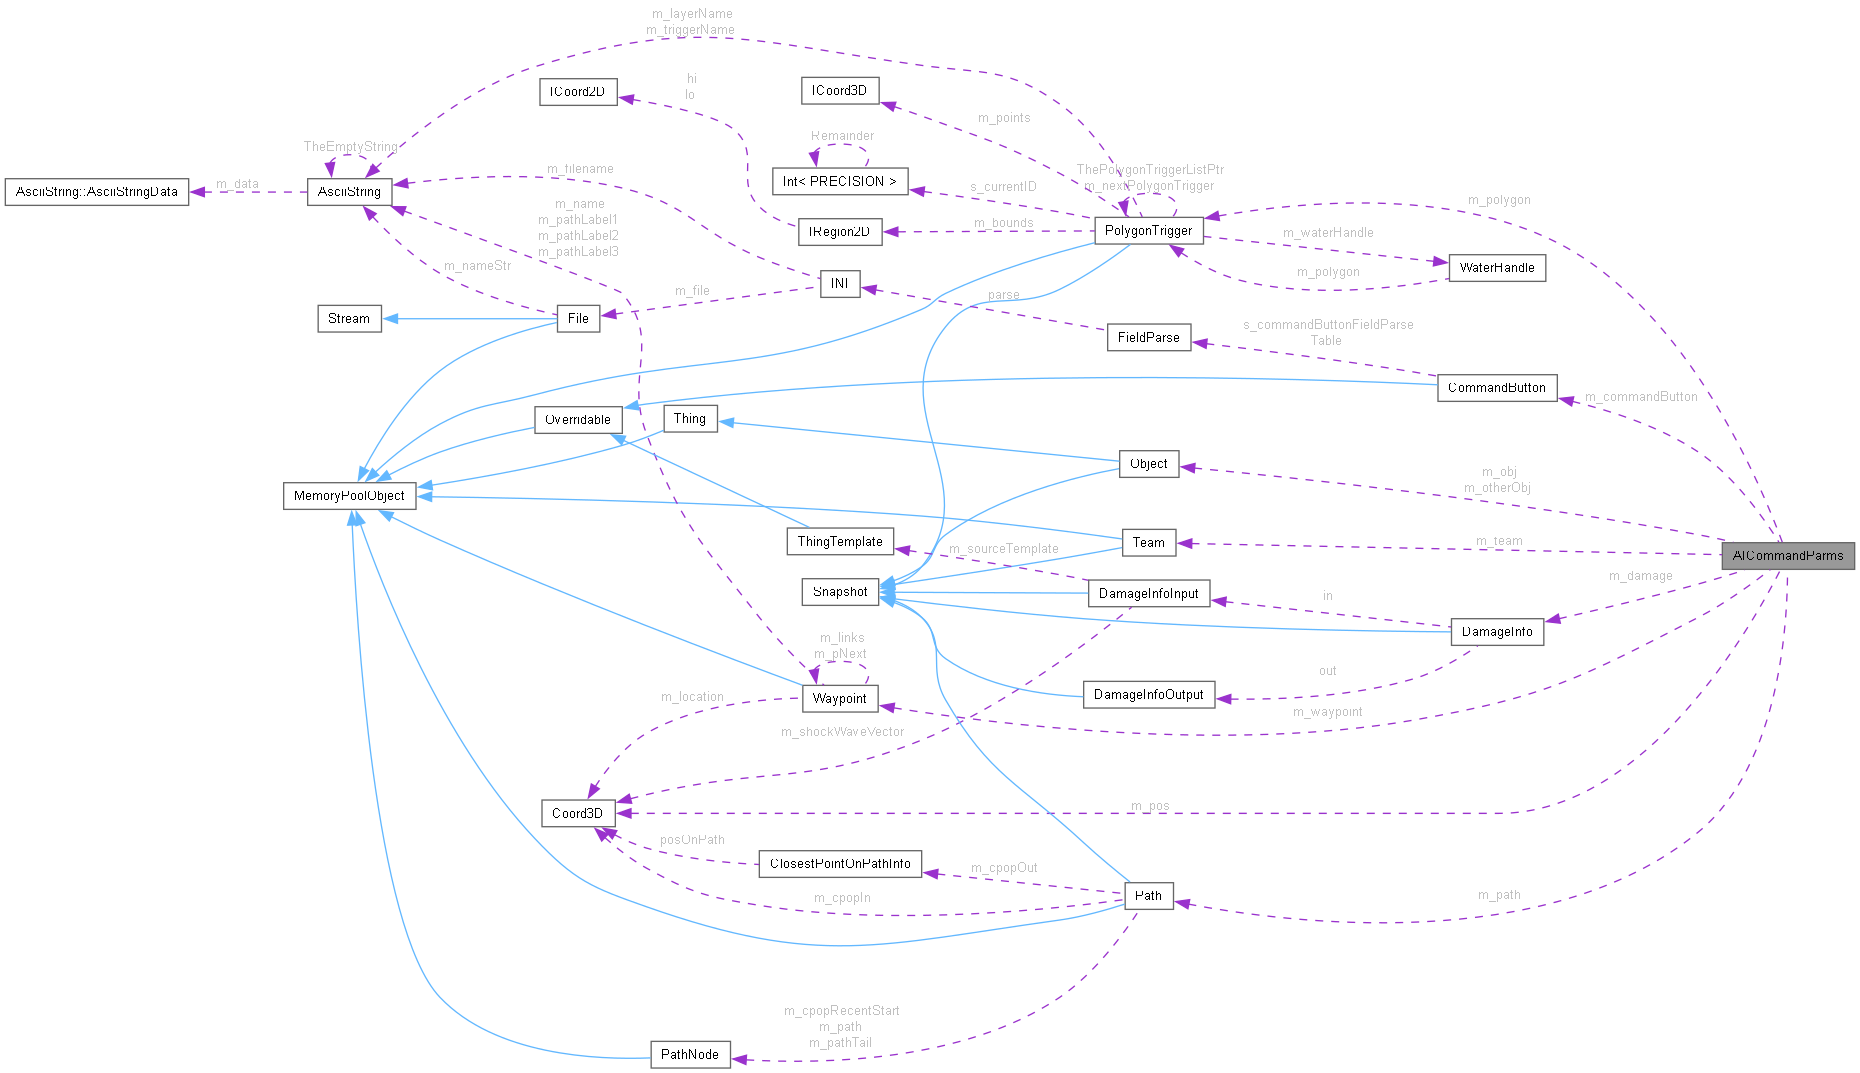 m_layerName
m_triggerName
hi
lo
ICoord2D
ICoord3D
m_points
Remainder
TheEmptyString
m_filename
ThePolygonTriggerListPtr
m_nextPolygonTrigger
Int< PRECISION >
s_currentID
AsciiString::AsciiStringData
m_data
AsciiString
m_name
m_pathLabel1
m_pathLabel2
m_pathLabel3
m_polygon
IRegion2D
m_bounds
PolygonTrigger
m_waterHandle
WaterHandle
m_polygon
m_nameStr
INI
m_file
parse
Stream
File
FieldParse
s_commandButtonFieldParse
Table
CommandButton
m_commandButton
Overridable
Thing
Object
m_obj
m_otherObj
MemoryPoolObject
ThingTemplate
m_sourceTemplate
Team
m_team
AICommandParms
m_damage
Snapshot
DamageInfoInput
in
DamageInfo
m_links
m_pNext
out
m_location
Waypoint
DamageInfoOutput
m_waypoint
m_shockWaveVector
Coord3D
m_pos
posOnPath
ClosestPointOnPathInfo
m_cpopOut
m_cpopIn
Path
m_path
m_cpopRecentStart
m_path
m_pathTail
PathNode